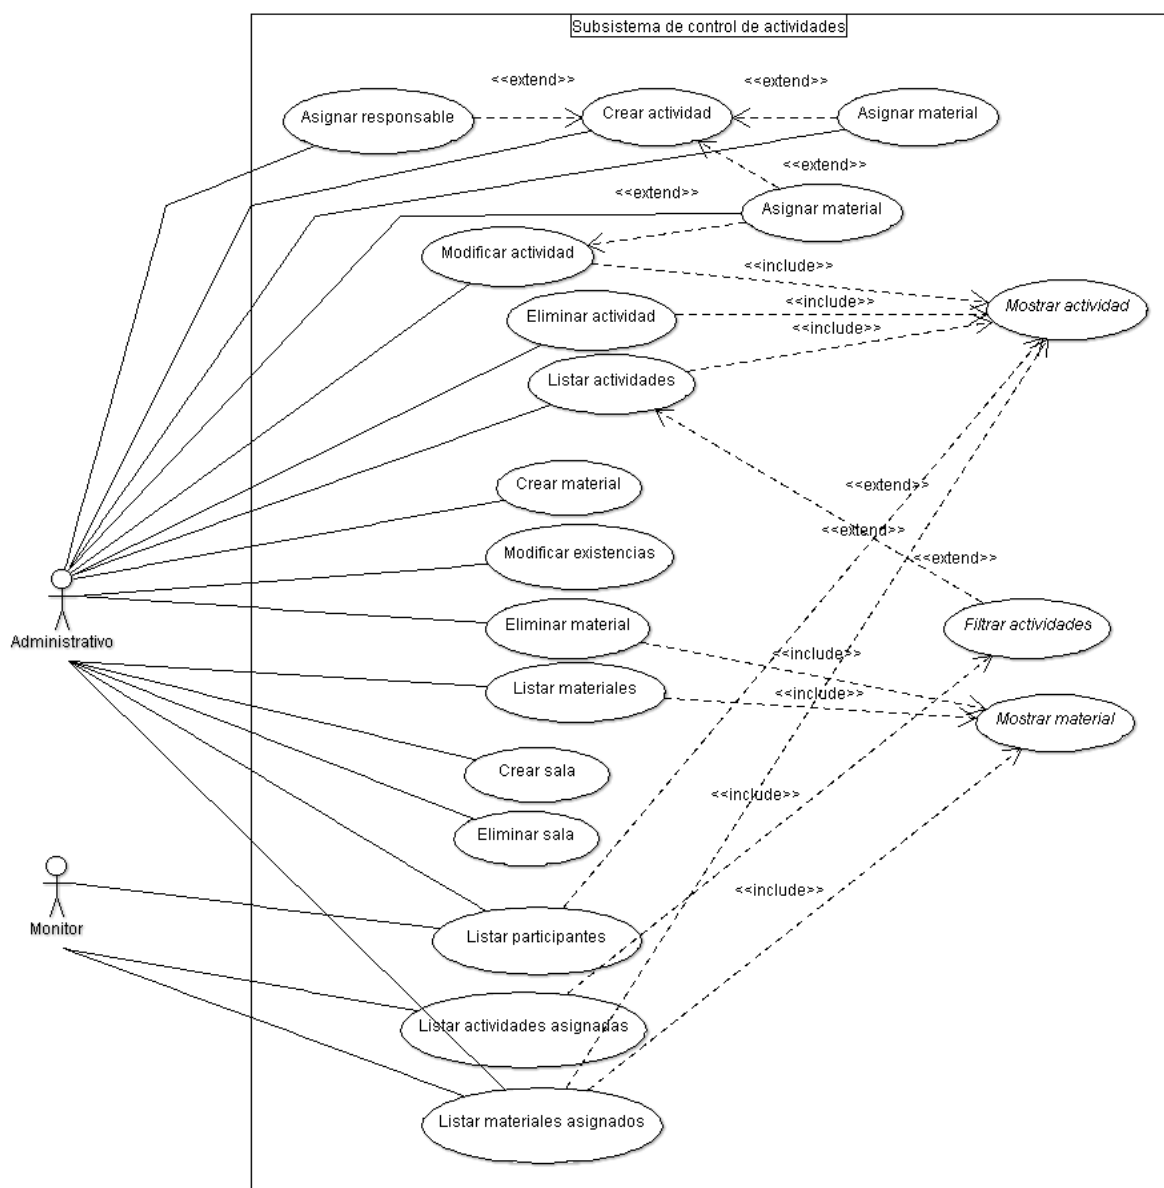 Subsistema de control de actividades
<<extend>>
<<extend>>
Asignar responsable
Crear actividad
Asignar material
<<extend>>
<<extend>>
Asignar material
Modificar actividad
<<include>>
<<include>>
Mostrar actividad
Eliminar actividad
<<include>>
Listar actividades
Crear material
<<extend>>
<<extend>>
Modificar existencias
<<extend>>
Administrativo
Eliminar material
Filtrar actividades
<<include>>
Listar materiales
<<include>>
Mostrar material
Crear sala
<<include>>
Eliminar sala
<<include>>
Monitor
Listar participantes
Listar actividades asignadas
Listar materiales asignados